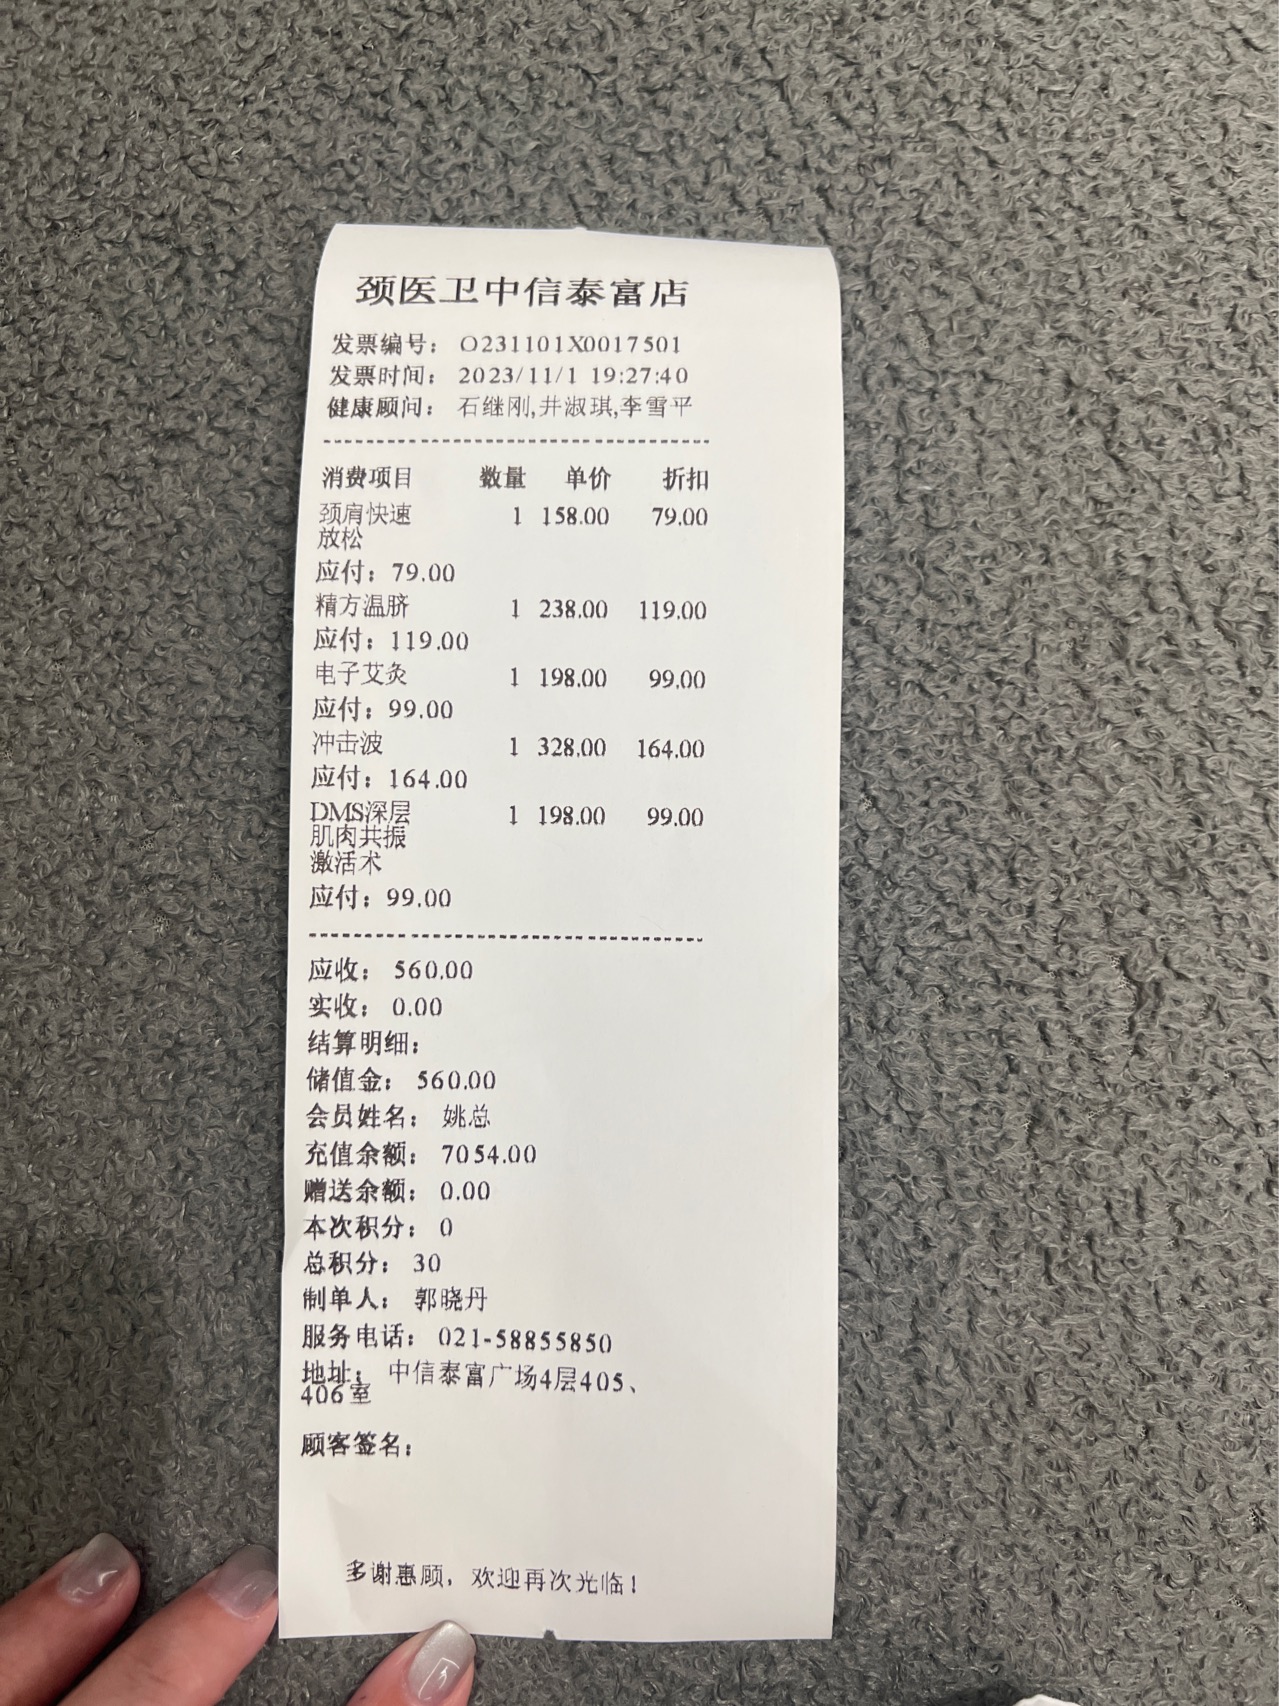 颈医卫中信泰富店
发票编号： O231101X0017501
发票时间： 2023/11/1 19:27:40
健康顾问： 石继刚,井淑琪,李雪平
消费项目 数量 单价 折扣
颈肩快速 1 158.00 79.00
放松
应付：79.00
精方温脐 1 238.00 119.00
应付：119.00
电子艾灸 1 198.00 99.00
应付：99.00
冲击波 1 328.00 164.00
应付：164.00
DMS深层 1 198.00 99.00
肌肉共振
激活术
应付：99.00
应收： 560.00
实收： 0.00
结算明细：
储值金： 560.00
会员姓名： 姚总
充值余额： 7054.00
赠送余额： 0.00
本次积分： 0
总积分： 30
制单人： 郭晓丹
服务电话： 021-58855850
地址： 中信泰富广场4层405、
406室
顾客签名：
多谢惠顾，欢迎再次光临！